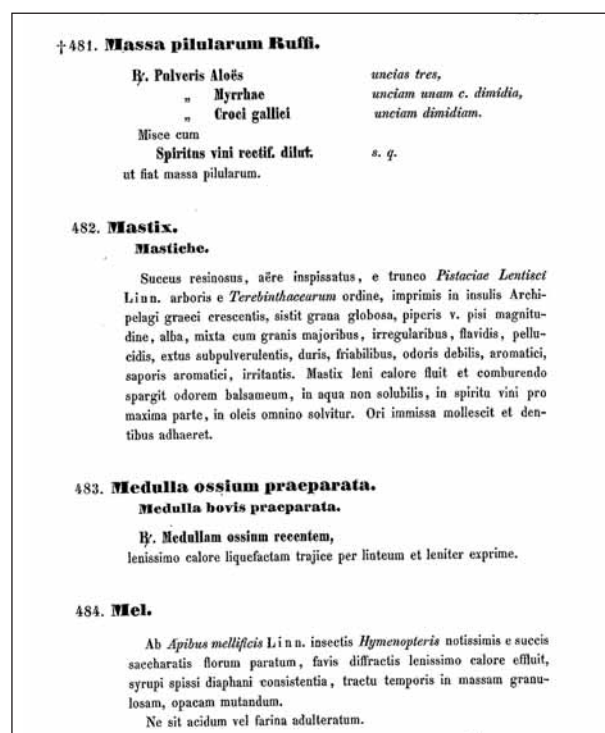 †481. Massa pilularum Ruffi.
℞. Pulveris Aloës uncias tres,
„ Myrrhae unciam unam c. dimidia,
„ Croci galliei unciam dimidiam.
Misce cum
Spiritus vini rectif. dilut. s. q.
ut fiat massa pilularum.
482. Mastix.
Mastiche.
Succus resinosus, aëre inspissatus, e trunco Pistaciae Lentisci
Linn. arboris e Terebinthacearum ordine, imprimis in insulis Archi-
pelagi graeci crescentis, sistit grana globosa, piperis v. pisi magnitu-
dine, alba, mixta cum granis majoribus, irregularibus, flavidis, pellu-
cidis, extus subpulverulentis, duris, friabilibus, odoris debilis, aromatici,
saporis aromatici, irritantis. Mastix leni calore fluit et comburendo
spargit odorem balsameum, in aqua non solubilis, in spiritu vini pro
maxima parte, in oleis omnino solvitur. Ori immissa mollescit et den-
tibus adhaeret.
483. Medulla ossium praeparata.
Medulla bovis praeparata.
℞. Medullam ossium recentem,
lenissimo calore liquefactam trajice per linteum et leniter exprime.
484. Mel.
Ab Apibus mellificis Linn. insectis Hymenopteris notissimis e succis
saccharatis florum paratum, favis diffractis lenissimo calore effluit,
syrupi spissi diaphani consistentia, tractu temporis in massam granu-
losam, opacam mutandum.
Ne sit acidum vel farina adulteratum.